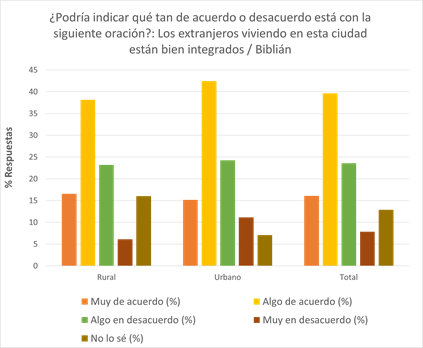 ¿Podría indicar qué tan de acuerdo o desacuerdo está con la
siguiente oración?: Los extranjeros viviendo en esta ciudad
están bien integrados / Biblián
% Respuestas
45
40
35
30
25
20
15
10
5
0
Rural Urbano Total
Muy de acuerdo (%) Algo de acuerdo (%)
Algo en desacuerdo (%) Muy en desacuerdo (%)
No lo sé (%)